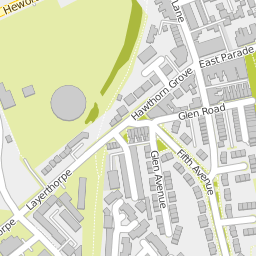 Hewor
Lane
East Parade
Hawthorn Grove
Glen Road
Layerthorpe
Glen Avenue
Fifth Avenue
rpe